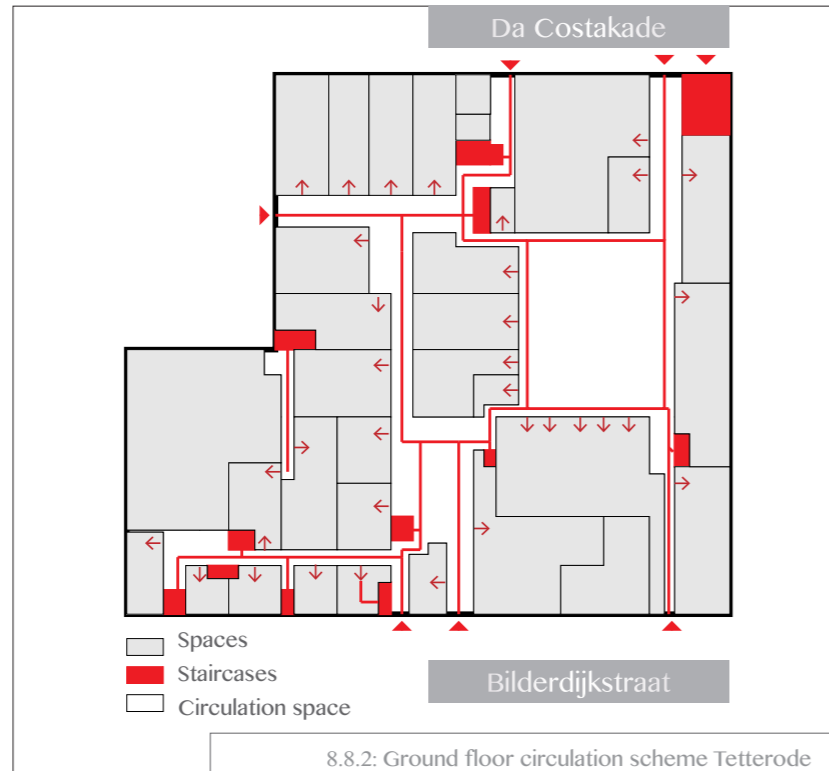 Da Costakade
Spaces
Staircases
Circulation space
Bilderdijkstraat
8.8.2: Ground floor circulation scheme Tetterode